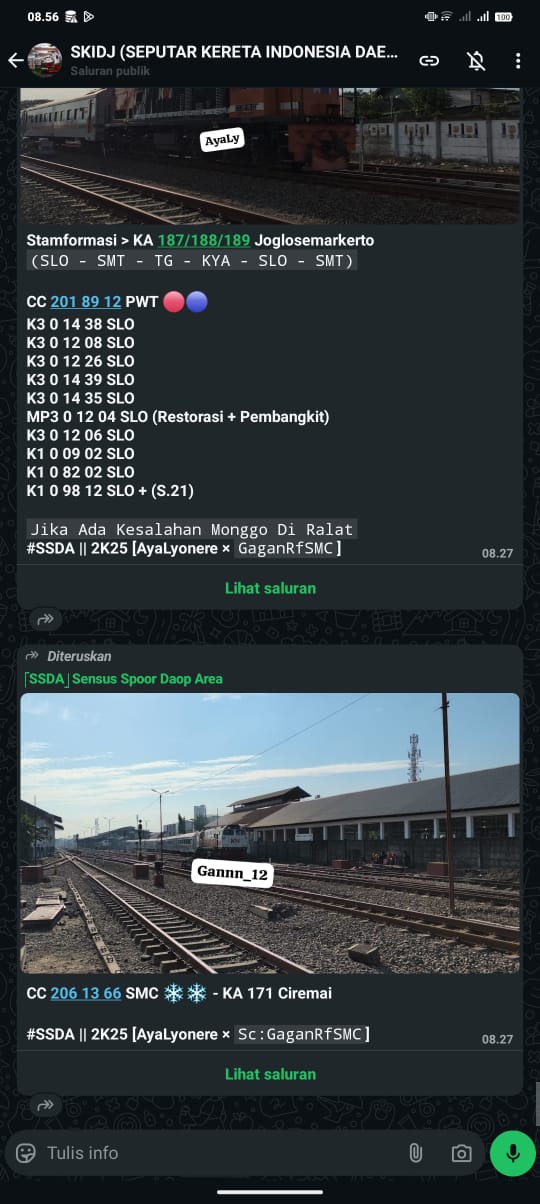 08.56
100
SKIDJ (SEPUTAR KERETA INDONESIA DAE...
Saluran publik
AyaLy
Stamformasi > KA 187/188/189 Joglosemarkerto
(SLO - SMT - TG - KYA - SLO - SMT)
CC 201 89 12 PWT 🔴🔵
K3 0 14 38 SLO
K3 0 12 08 SLO
K3 0 12 26 SLO
K3 0 14 39 SLO
K3 0 14 35 SLO
MP3 0 12 04 SLO (Restorasi + Pembangkit)
K3 0 12 06 SLO
K1 0 09 02 SLO
K1 0 82 02 SLO
K1 0 98 12 SLO + (S.21)
Jika Ada Kesalahan Monggo Di Ralat
#SSDA || 2K25 [AyaLyonere × GaganRfSMC]
08.27
Lihat saluran
Diteruskan
「SSDA」Sensus Spoor Daop Area
Gannn_12
CC 206 13 66 SMC ❄️❄️ - KA 171 Ciremai
#SSDA || 2K25 [AyaLyonere × Sc:GaganRfSMC]
08.27
Lihat saluran
Tulis info